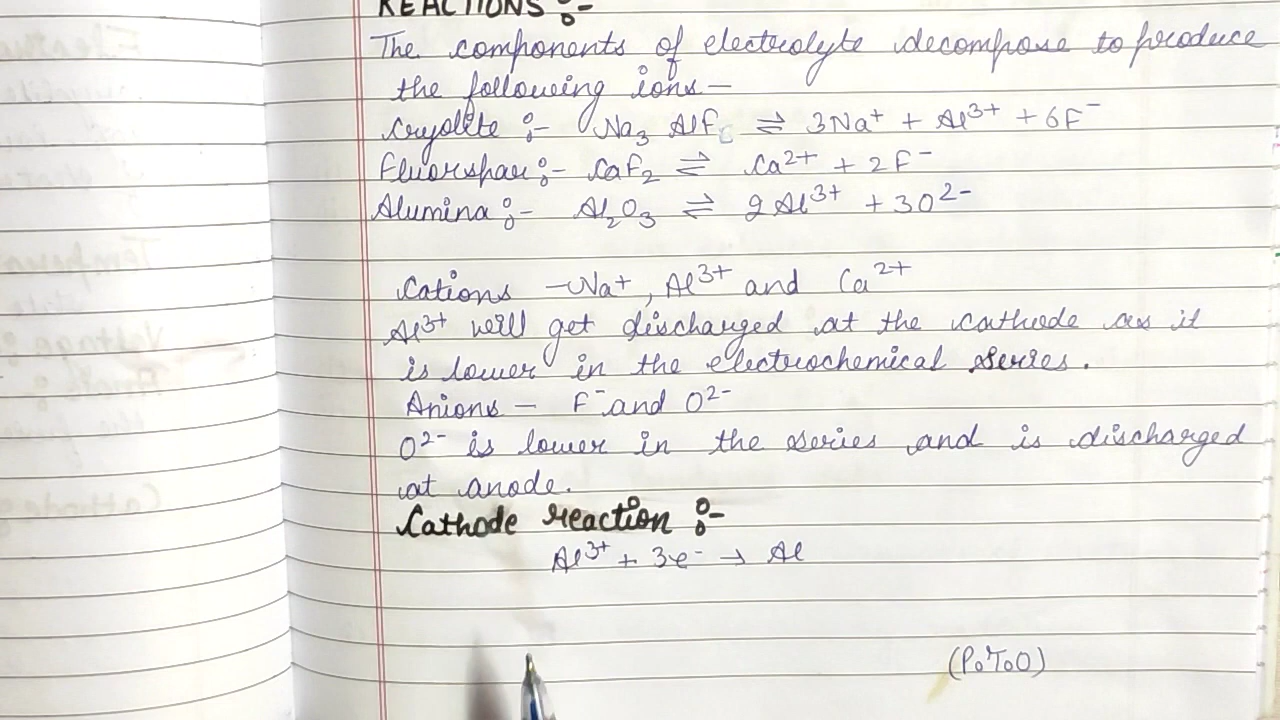 REACTIONS :-
The components of electrolyte decompose to produce
the following ions -
Cryolite :- Na₃ AlF₆ ⇌ 3Na⁺ + Al³⁺ + 6F⁻
Fluorspar :- CaF₂ ⇌ Ca²⁺ + 2F⁻
Alumina :- Al₂O₃ ⇌ 2Al³⁺ + 3O²⁻
Cations - Na⁺, Al³⁺ and Ca²⁺
Al³⁺ will get discharged at the cathode as it
is lower in the electrochemical series.
Anions - F⁻ and O²⁻
O²⁻ is lower in the series and is discharged
at anode.
Cathode reaction :-
Al³⁺ + 3e⁻ → Al
(P.T.O)